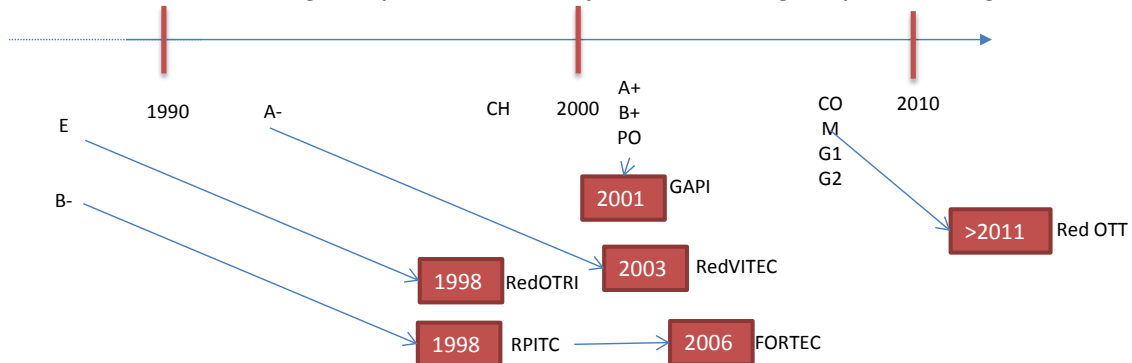 1990
A-
CH
2000
A+
B+
PO
CO
M
G1
G2
2010
E
B-
2001
GAPI
>2011
Red OTT
1998
RedOTRI
2003
RedVITEC
1998
RPITC
2006
FORTEC